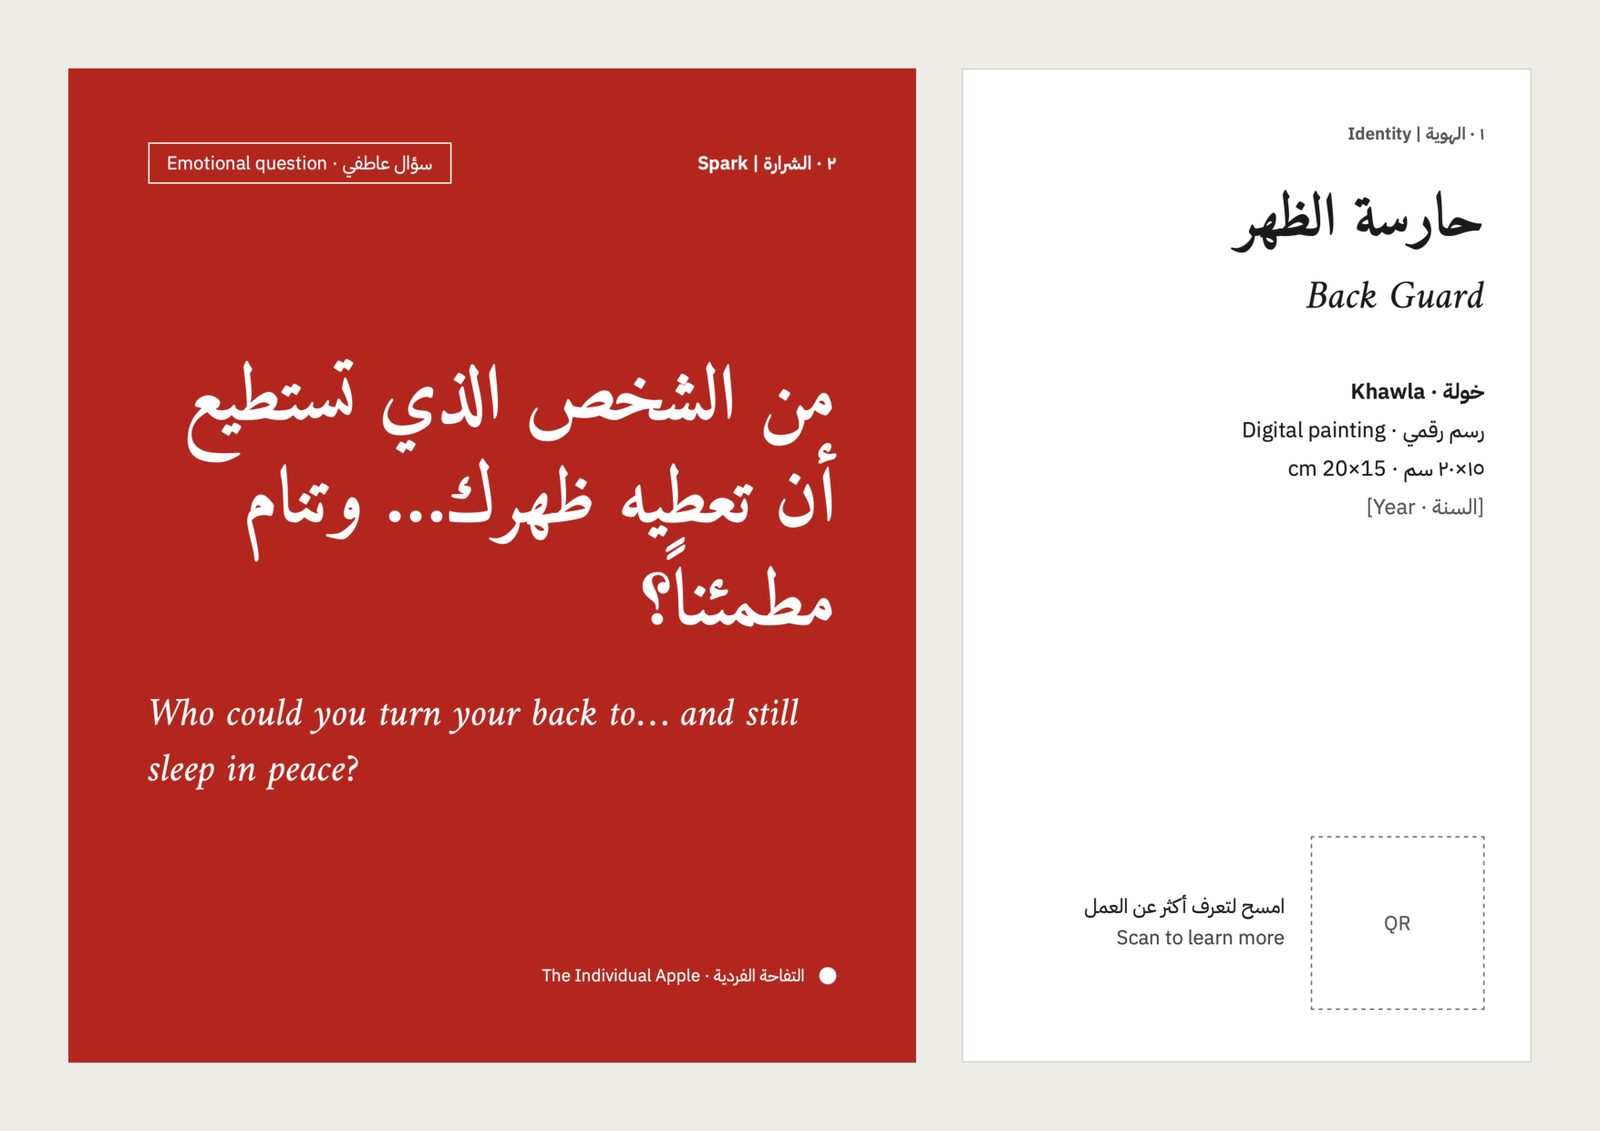 ١ · الهوية | Identity
حارسة الظهر
Back Guard
خولة · Khawla
رسم رقمي · Digital painting
١٥×٢٠ سم · 15×20 cm
[السنة · Year]
امسح لتعرف أكثر عن العمل
Scan to learn more
QR
٢ · الشرارة | Spark
سؤال عاطفي · Emotional question
من الشخص الذي تستطيع
أن تعطيه ظهرك... وتنام
مطمئناً؟
Who could you turn your back to... and still
sleep in peace?
التفاحة الفردية · The Individual Apple